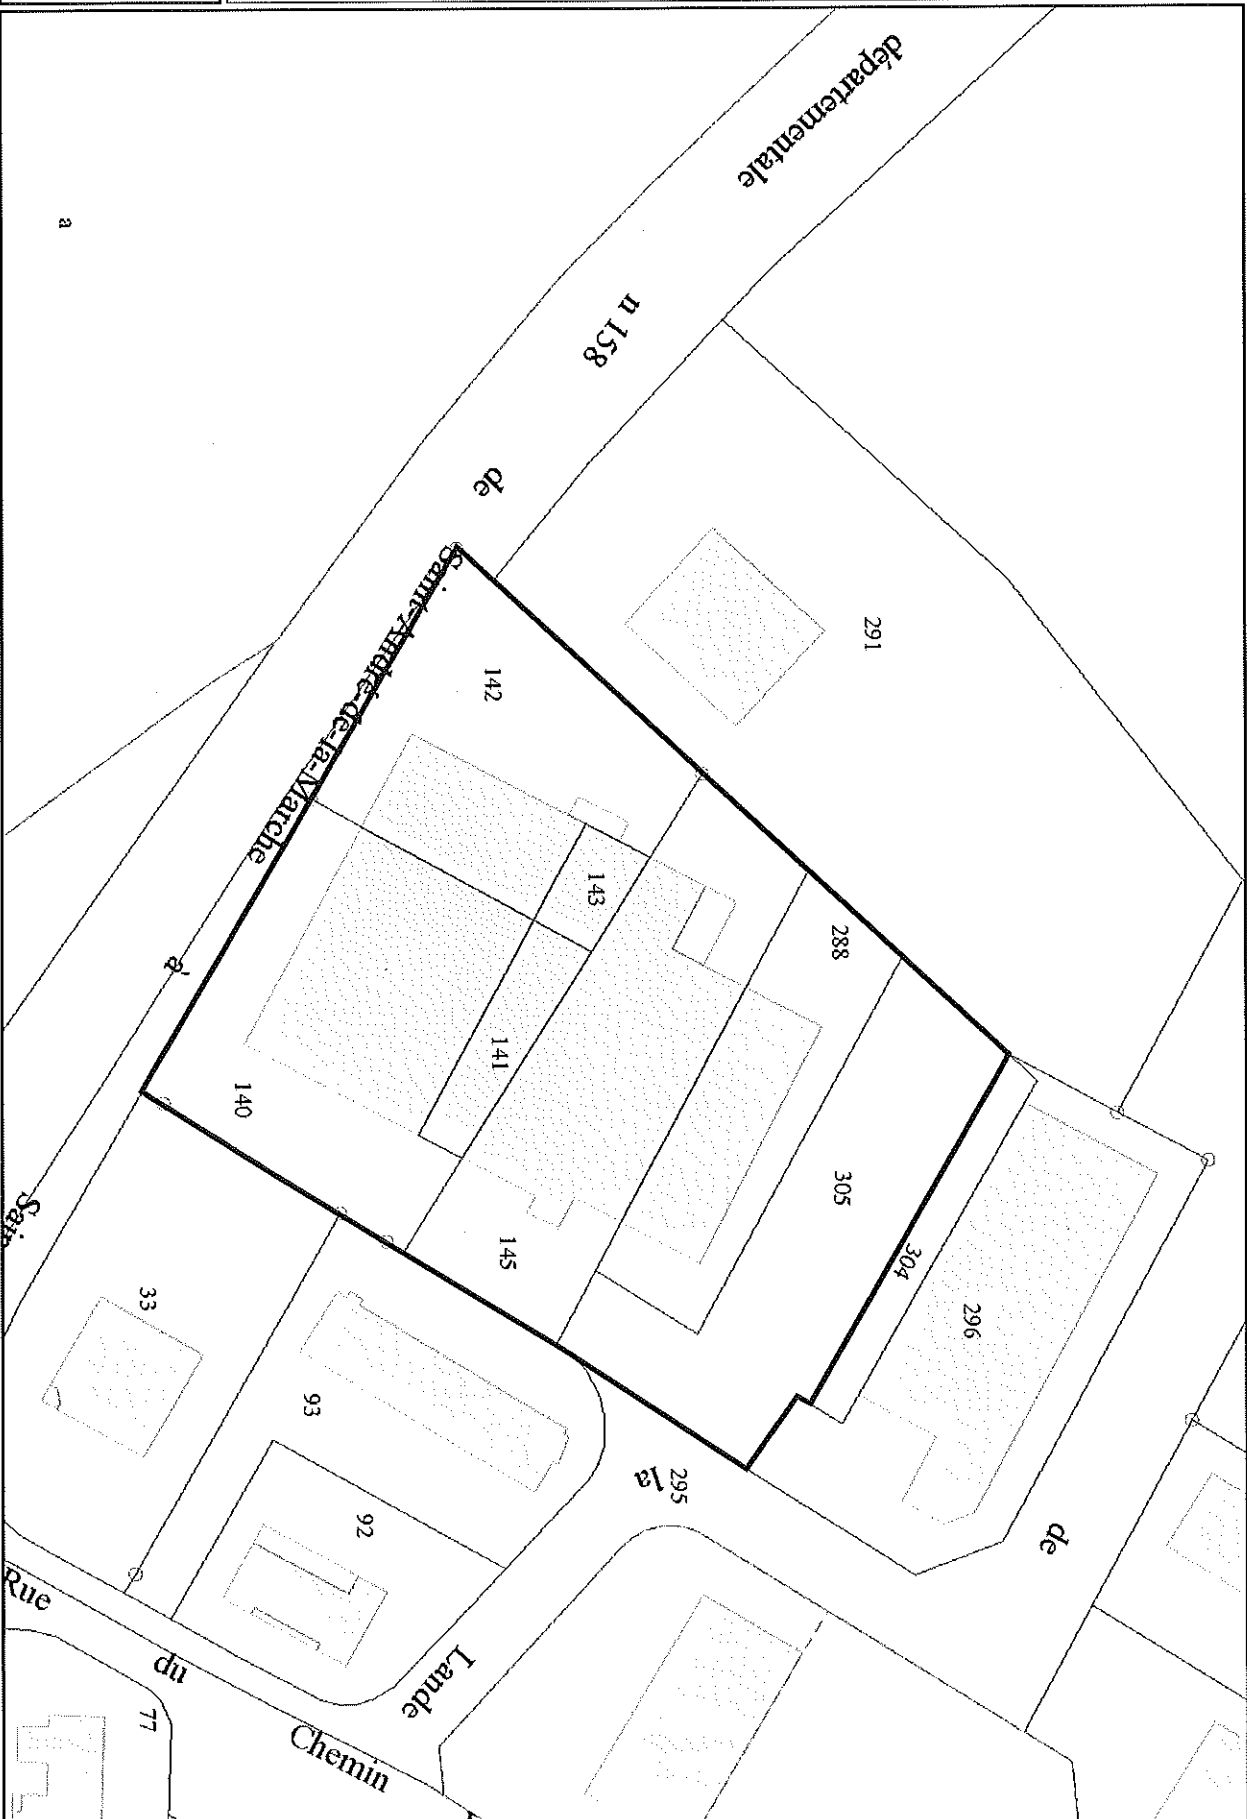 départementale
n 158
de
Saint-André-de-la-Marche
à
291
142
143
288
141
140
305
304
296
145
33
93
92
295
la
de
Lande
Rue
du
Chemin
77
a